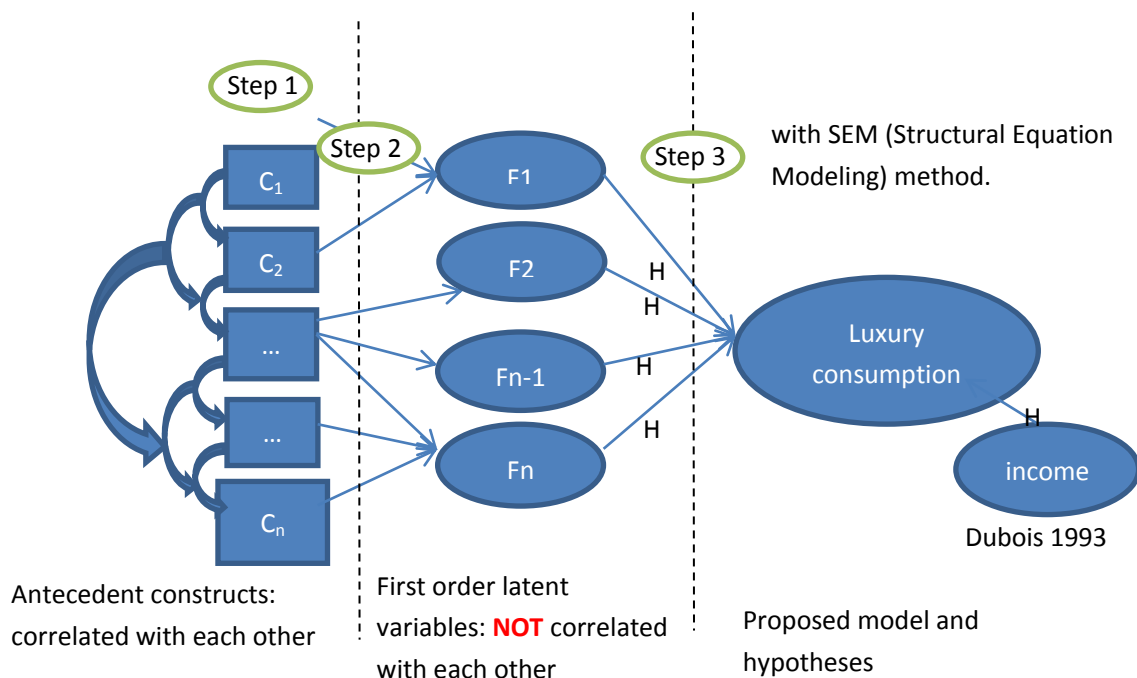 Step 1
Step 2
Step 3
with SEM (Structural Equation
Modeling) method.
C₁
C₂
...
...
Cₙ
F1
F2
Fn-1
Fn
H
H
H
H
Luxury
consumption
H
income
Dubois 1993
Antecedent constructs:
correlated with each other
First order latent
variables: NOT correlated
with each other
Proposed model and
hypotheses